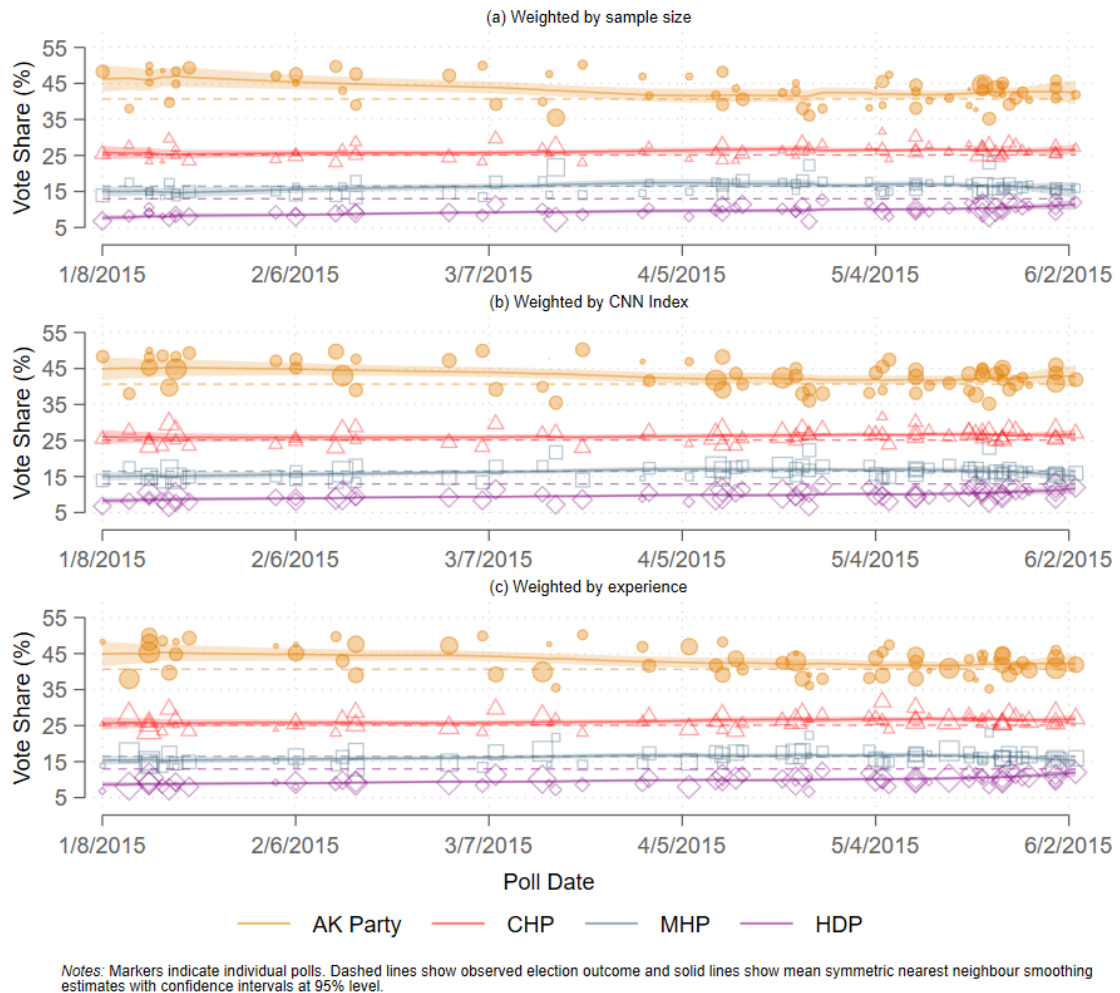 (a) Weighted by sample size
Vote Share (%)
55
45
35
25
15
5
1/8/2015 2/6/2015 3/7/2015 4/5/2015 5/4/2015 6/2/2015
(b) Weighted by CNN Index
Vote Share (%)
55
45
35
25
15
5
1/8/2015 2/6/2015 3/7/2015 4/5/2015 5/4/2015 6/2/2015
(c) Weighted by experience
Vote Share (%)
55
45
35
25
15
5
1/8/2015 2/6/2015 3/7/2015 4/5/2015 5/4/2015 6/2/2015
Poll Date
AK Party CHP MHP HDP
Notes: Markers indicate individual polls. Dashed lines show observed election outcome and solid lines show mean symmetric nearest neighbour smoothing
estimates with confidence intervals at 95% level.